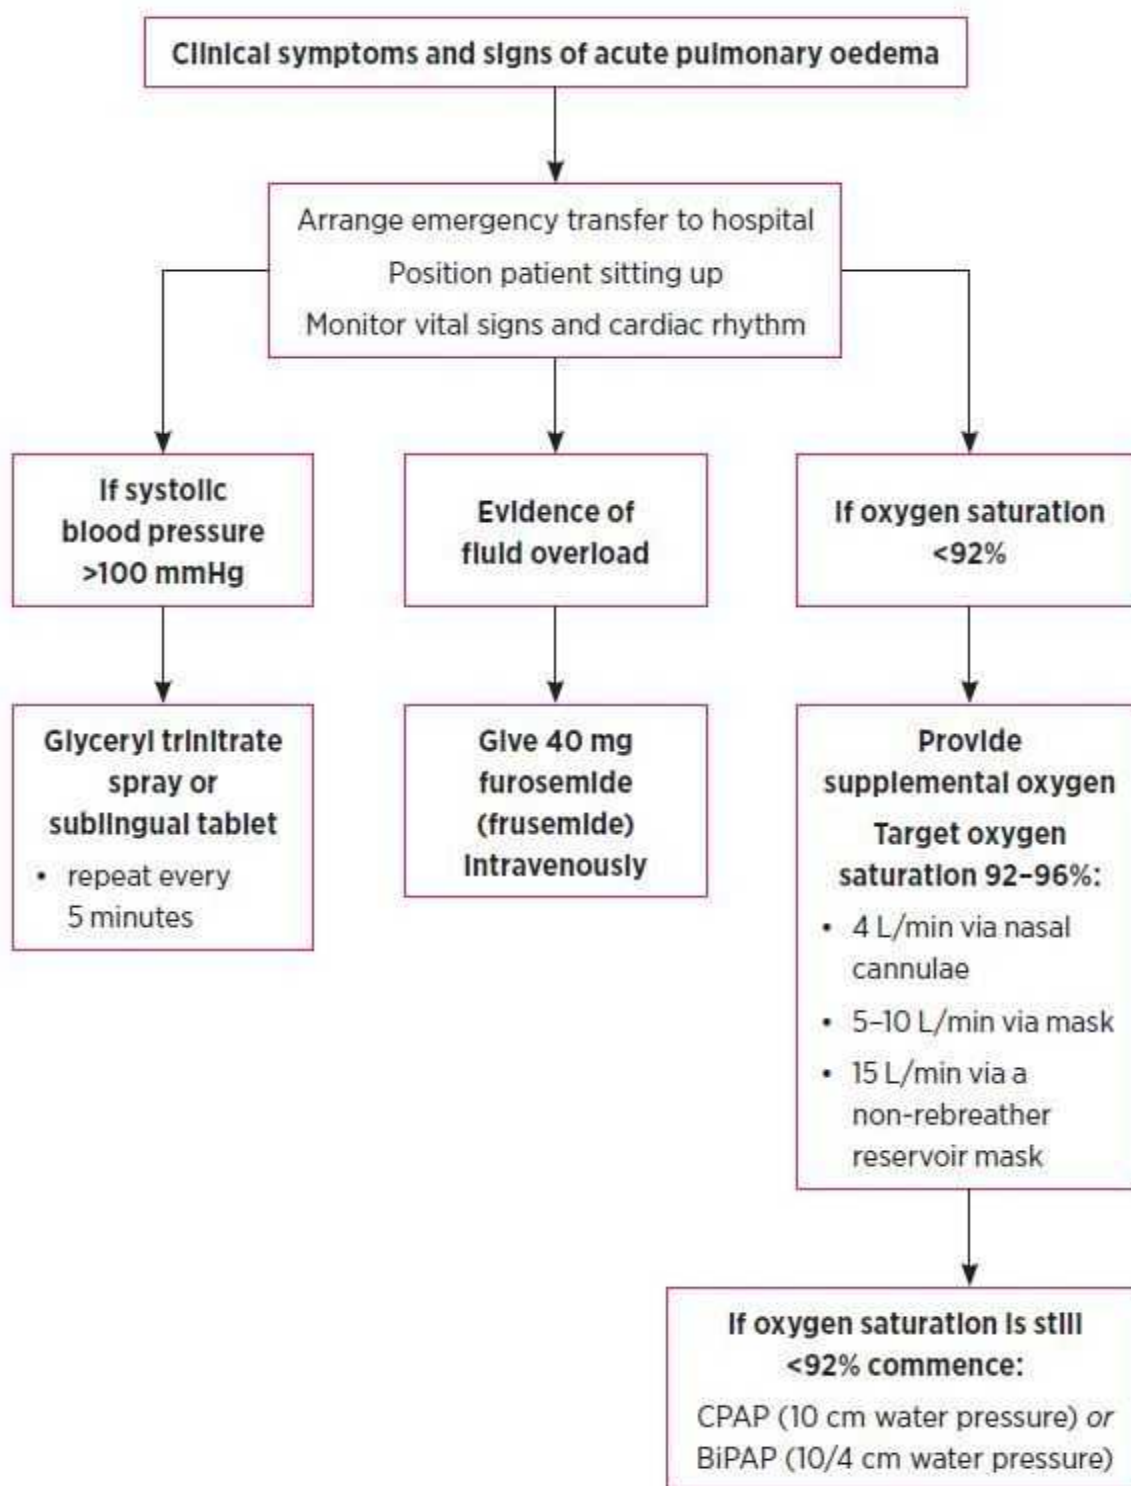 Clinical symptoms and signs of acute pulmonary oedema
Arrange emergency transfer to hospital
Position patient sitting up
Monitor vital signs and cardiac rhythm
If systolic
blood pressure
>100 mmHg
Evidence of
fluid overload
If oxygen saturation
<92%
Glyceryl trinitrate
spray or
sublingual tablet
• repeat every
5 minutes
Give 40 mg
furosemide
(frusemide)
intravenously
Provide
supplemental oxygen
Target oxygen
saturation 92–96%:
• 4 L/min via nasal
cannulae
• 5–10 L/min via mask
• 15 L/min via a
non-rebreather
reservoir mask
If oxygen saturation is still
<92% commence:
CPAP (10 cm water pressure) or
BiPAP (10/4 cm water pressure)